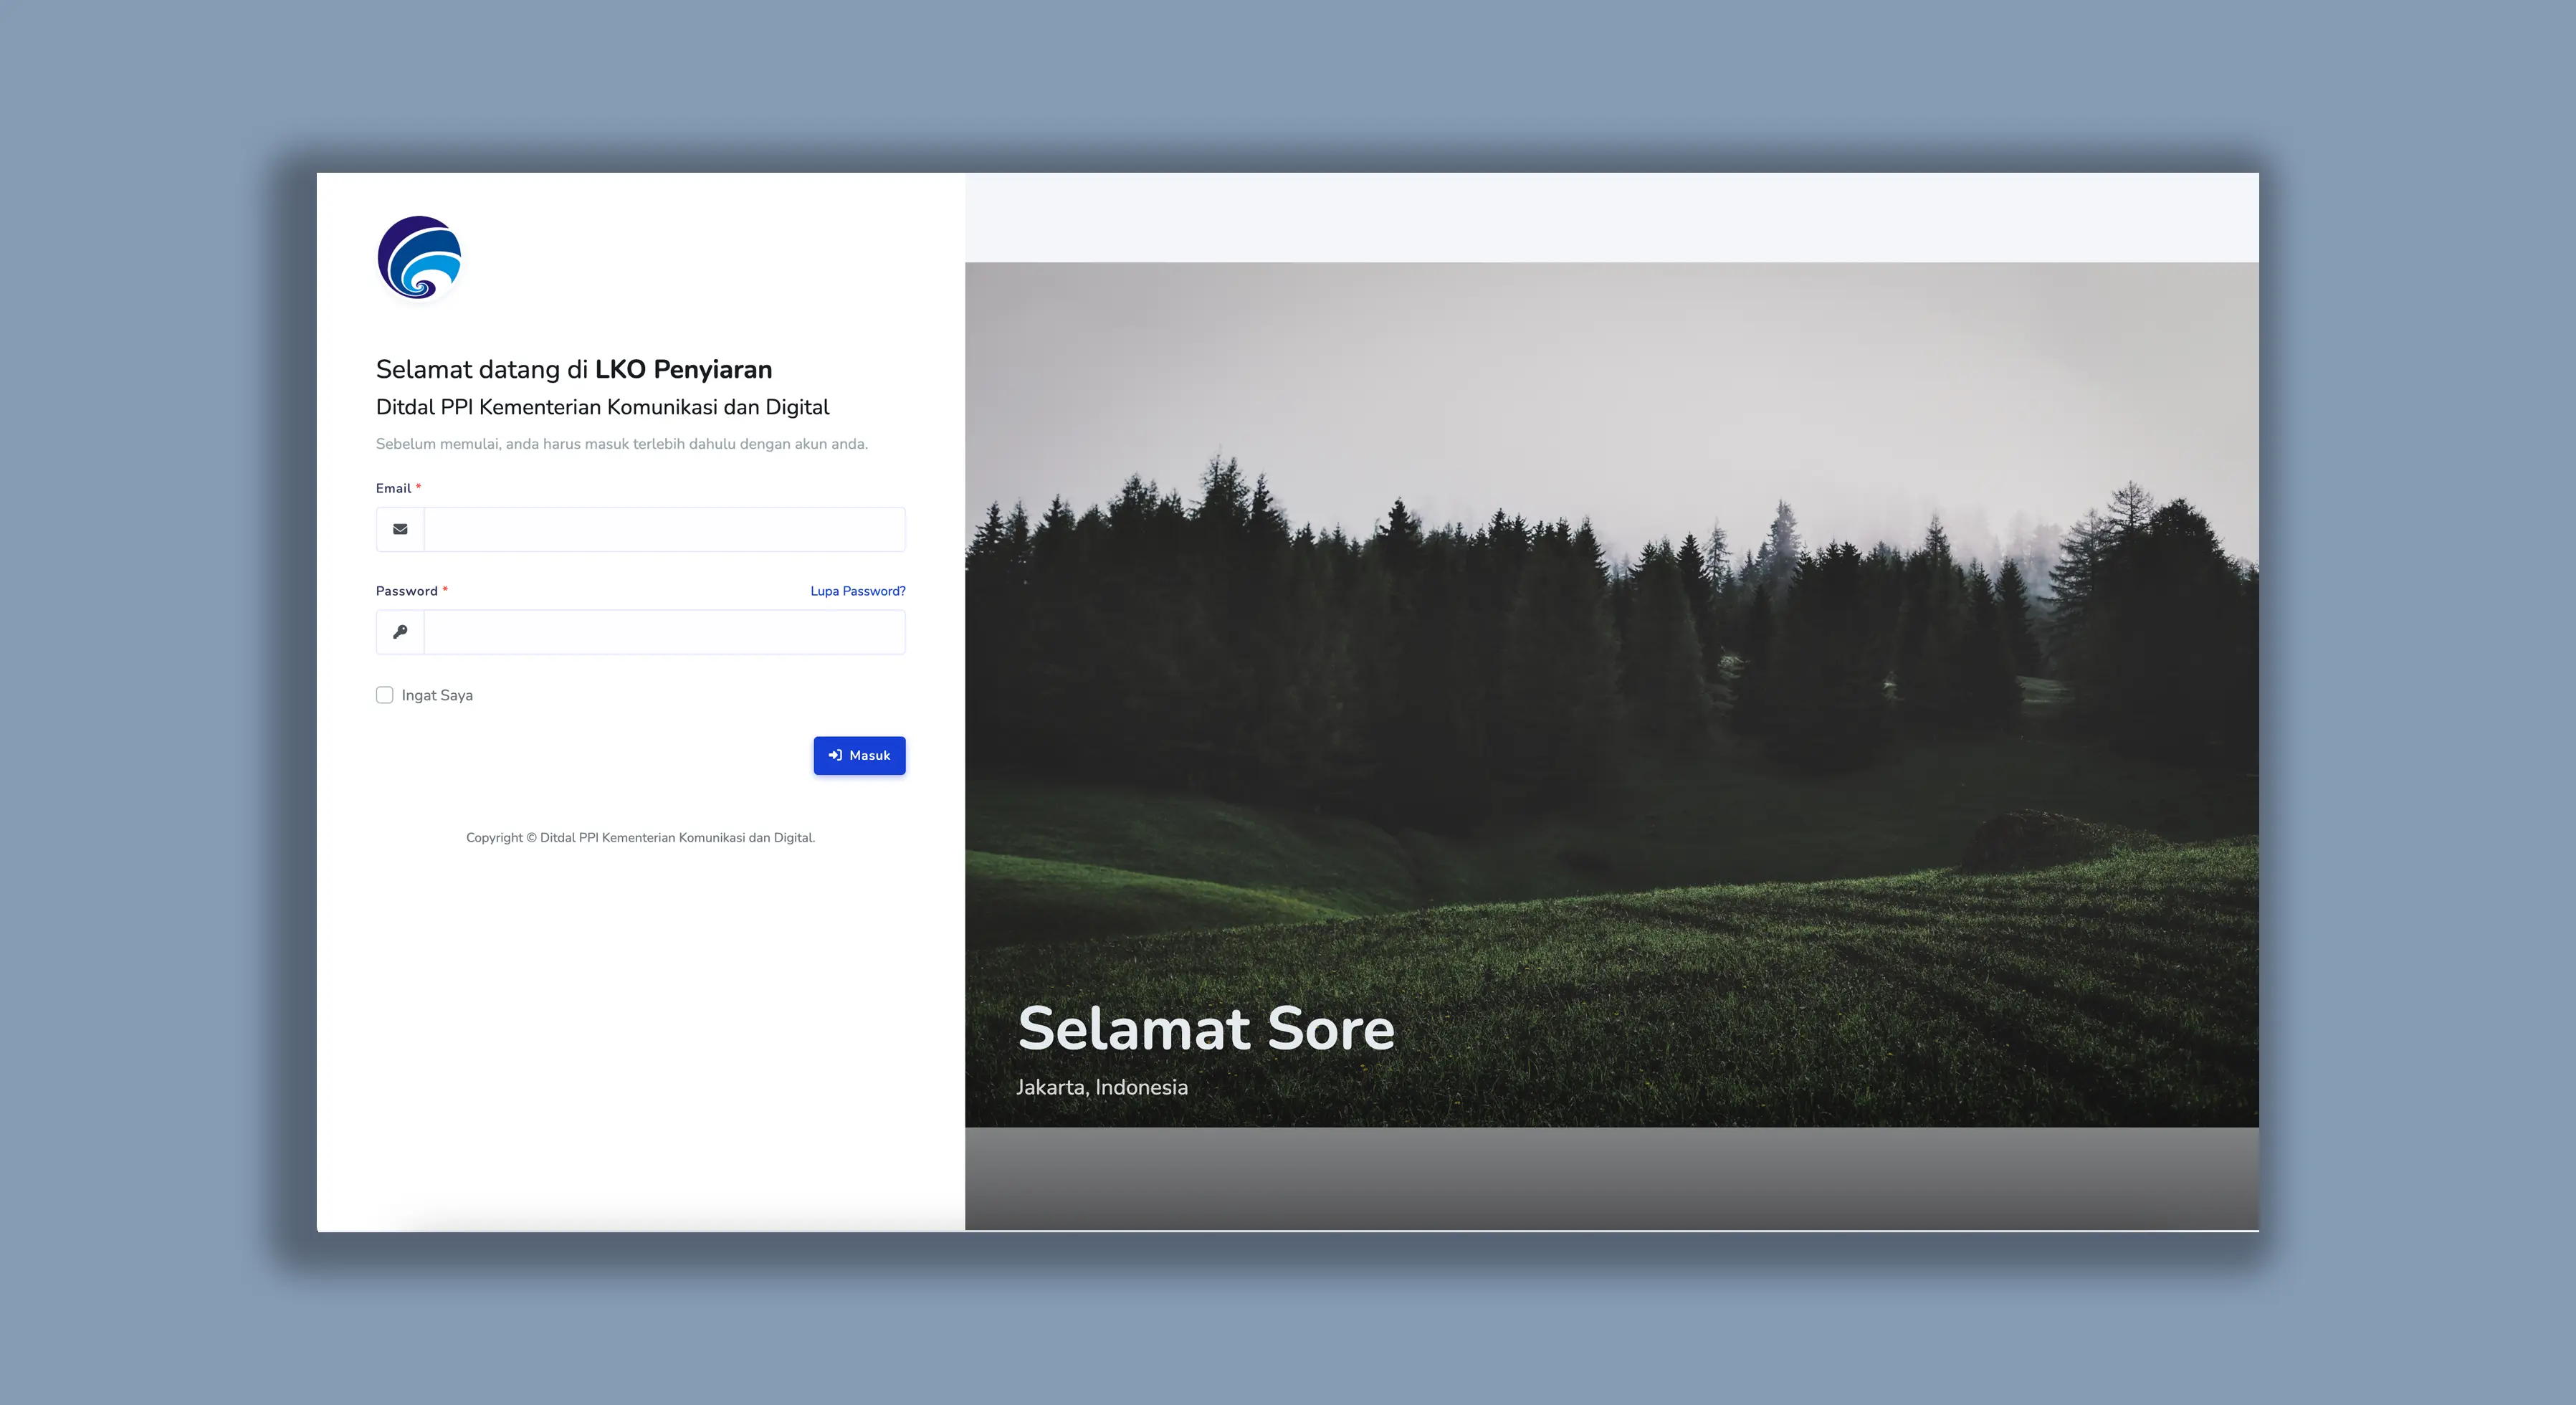 Selamat datang di LKO Penyiaran
Ditdal PPI Kementerian Komunikasi dan Digital
Sebelum memulai, anda harus masuk terlebih dahulu dengan akun anda.
Email *
Password *
Lupa Password?
Ingat Saya
Masuk
Copyright © Ditdal PPI Kementerian Komunikasi dan Digital.
Selamat Sore
Jakarta, Indonesia